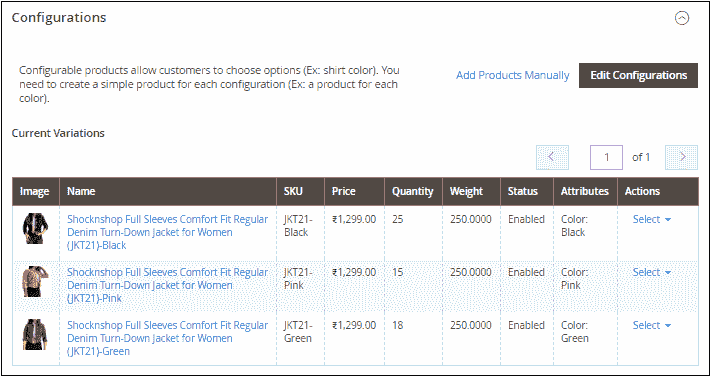 Configurations
Configurable products allow customers to choose options (Ex: shirt color). You
need to create a simple product for each configuration (Ex: a product for each
color).
Add Products Manually
Edit Configurations
Current Variations
1 of 1
Image Name SKU Price Quantity Weight Status Attributes Actions
Shocknshop Full Sleeves Comfort Fit Regular
Denim Turn-Down Jacket for Women
(JKT21)-Black
JKT21-
Black
₹1,299.00
25
250.0000
Enabled
Color:
Black
Select
Shocknshop Full Sleeves Comfort Fit Regular
Denim Turn-Down Jacket for Women
(JKT21)-Pink
JKT21-
Pink
₹1,299.00
15
250.0000
Enabled
Color:
Pink
Select
Shocknshop Full Sleeves Comfort Fit Regular
Denim Turn-Down Jacket for Women
(JKT21)-Green
JKT21-
Green
₹1,299.00
18
250.0000
Enabled
Color:
Green
Select